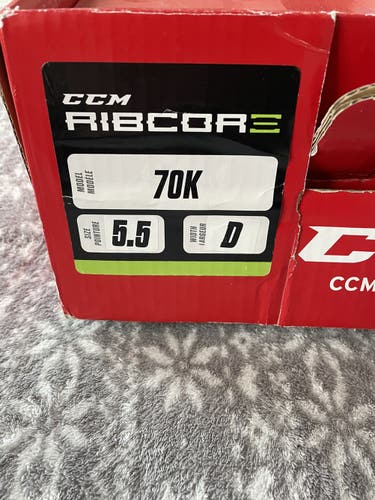 CCM
RIBCORE
MODEL
MODÈLE
70K
SIZE
POINTURE
5.5
WIDTH
LARGEUR
D
C
CCM